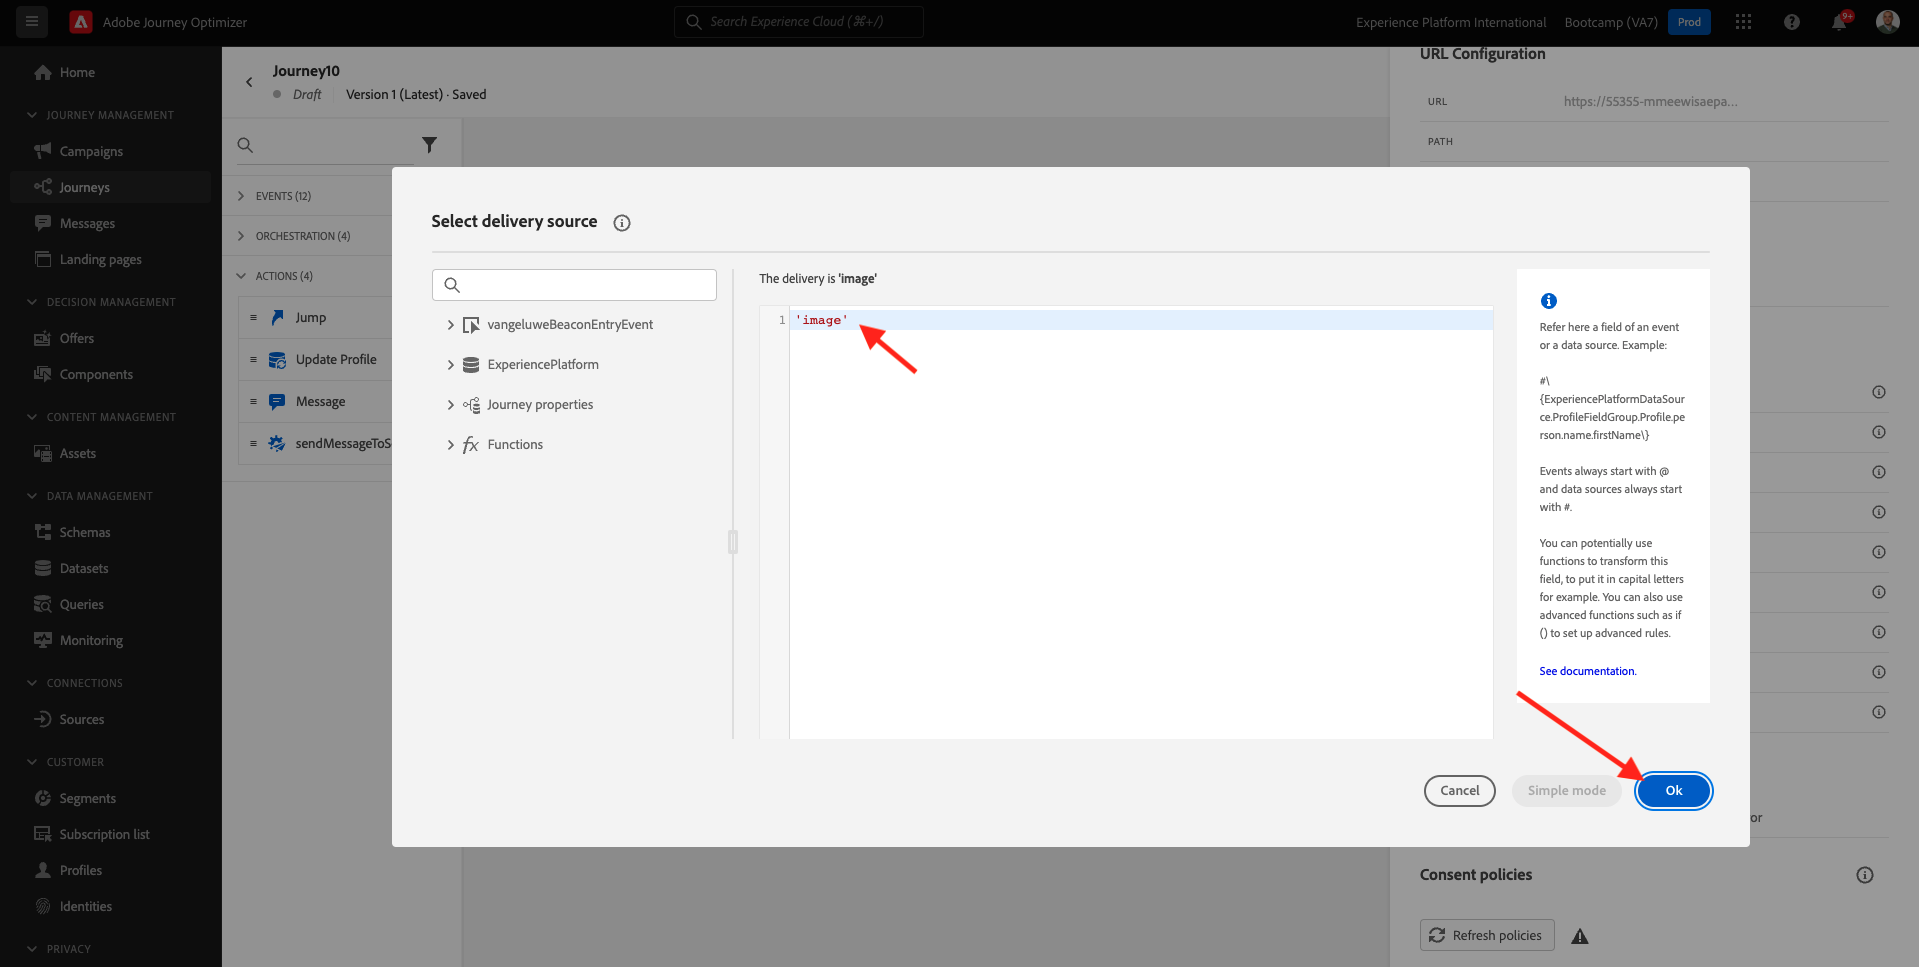 Adobe Journey Optimizer
Search Experience Cloud (⌘+/)
Experience Platform International
Bootcamp (VA7)
Prod
9+
Home
JOURNEY MANAGEMENT
Campaigns
Journeys
Messages
Landing pages
DECISION MANAGEMENT
Offers
Components
CONTENT MANAGEMENT
Assets
DATA MANAGEMENT
Schemas
Datasets
Queries
Monitoring
CONNECTIONS
Sources
CUSTOMER
Segments
Subscription list
Profiles
Identities
PRIVACY
Journey10
Draft
Version 1 (Latest) · Saved
EVENTS (12)
ORCHESTRATION (4)
ACTIONS (4)
Jump
Update Profile
Message
sendMessageToS
Select delivery source
vangeluweBeaconEntryEvent
ExperiencePlatform
Journey properties
Functions
The delivery is 'image'
1 'image'
Refer here a field of an event
or a data source. Example:
#\
{ExperiencePlatformDataSour
ce.ProfileFieldGroup.Profile.pe
rson.name.firstName\}
Events always start with @
and data sources always start
with #.
You can potentially use
functions to transform this
field, to put it in capital letters
for example. You can also use
advanced functions such as if
() to set up advanced rules.
See documentation.
Cancel
Simple mode
Ok
URL Configuration
URL
https://55355-mmeewisaepa...
PATH
or
Consent policies
Refresh policies